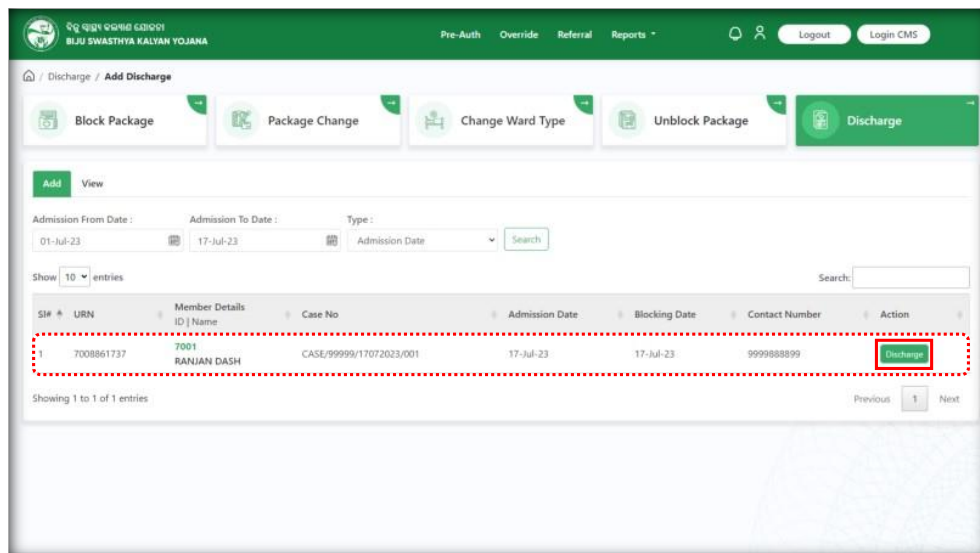 ବିଜୁ ସ୍ୱାସ୍ଥ୍ୟ କଲ୍ୟାଣ ଯୋଜନା
BIJU SWASTHYA KALYAN YOJANA
Pre-Auth Override Referral Reports Logout Login CMS
/ Discharge / Add Discharge
Block Package Package Change Change Ward Type Unblock Package Discharge
Add View
Admission From Date : Admission To Date : Type :
01-Jul-23 17-Jul-23 Admission Date Search
Show 10 entries Search:
Sl# URN Member Details ID | Name Case No Admission Date Blocking Date Contact Number Action
1 7008861737 7001 RANJAN DASH CASE/99999/17072023/001 17-Jul-23 17-Jul-23 9999888899 Discharge
Showing 1 to 1 of 1 entries Previous 1 Next